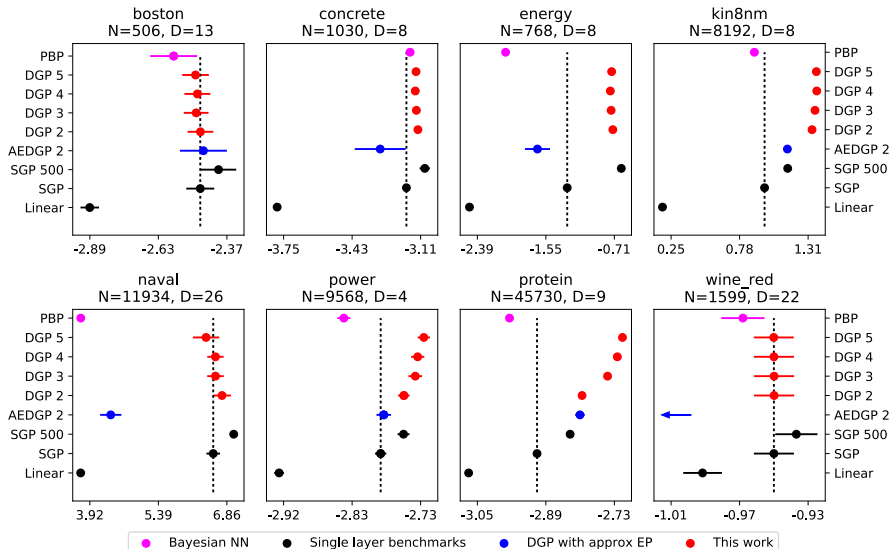 boston
N=506, D=13
concrete
N=1030, D=8
energy
N=768, D=8
kin8nm
N=8192, D=8
PBP
DGP 5
DGP 4
DGP 3
DGP 2
AEDGP 2
SGP 500
SGP
Linear
PBP
DGP 5
DGP 4
DGP 3
DGP 2
AEDGP 2
SGP 500
SGP
Linear
-2.89 -2.63 -2.37
-3.75 -3.43 -3.11
-2.39 -1.55 -0.71
0.25 0.78 1.31
naval
N=11934, D=26
power
N=9568, D=4
protein
N=45730, D=9
wine_red
N=1599, D=22
PBP
DGP 5
DGP 4
DGP 3
DGP 2
AEDGP 2
SGP 500
SGP
Linear
PBP
DGP 5
DGP 4
DGP 3
DGP 2
AEDGP 2
SGP 500
SGP
Linear
3.92 5.39 6.86
-2.92 -2.83 -2.73
-3.05 -2.89 -2.73
-1.01 -0.97 -0.93
Bayesian NN Single layer benchmarks DGP with approx EP This work